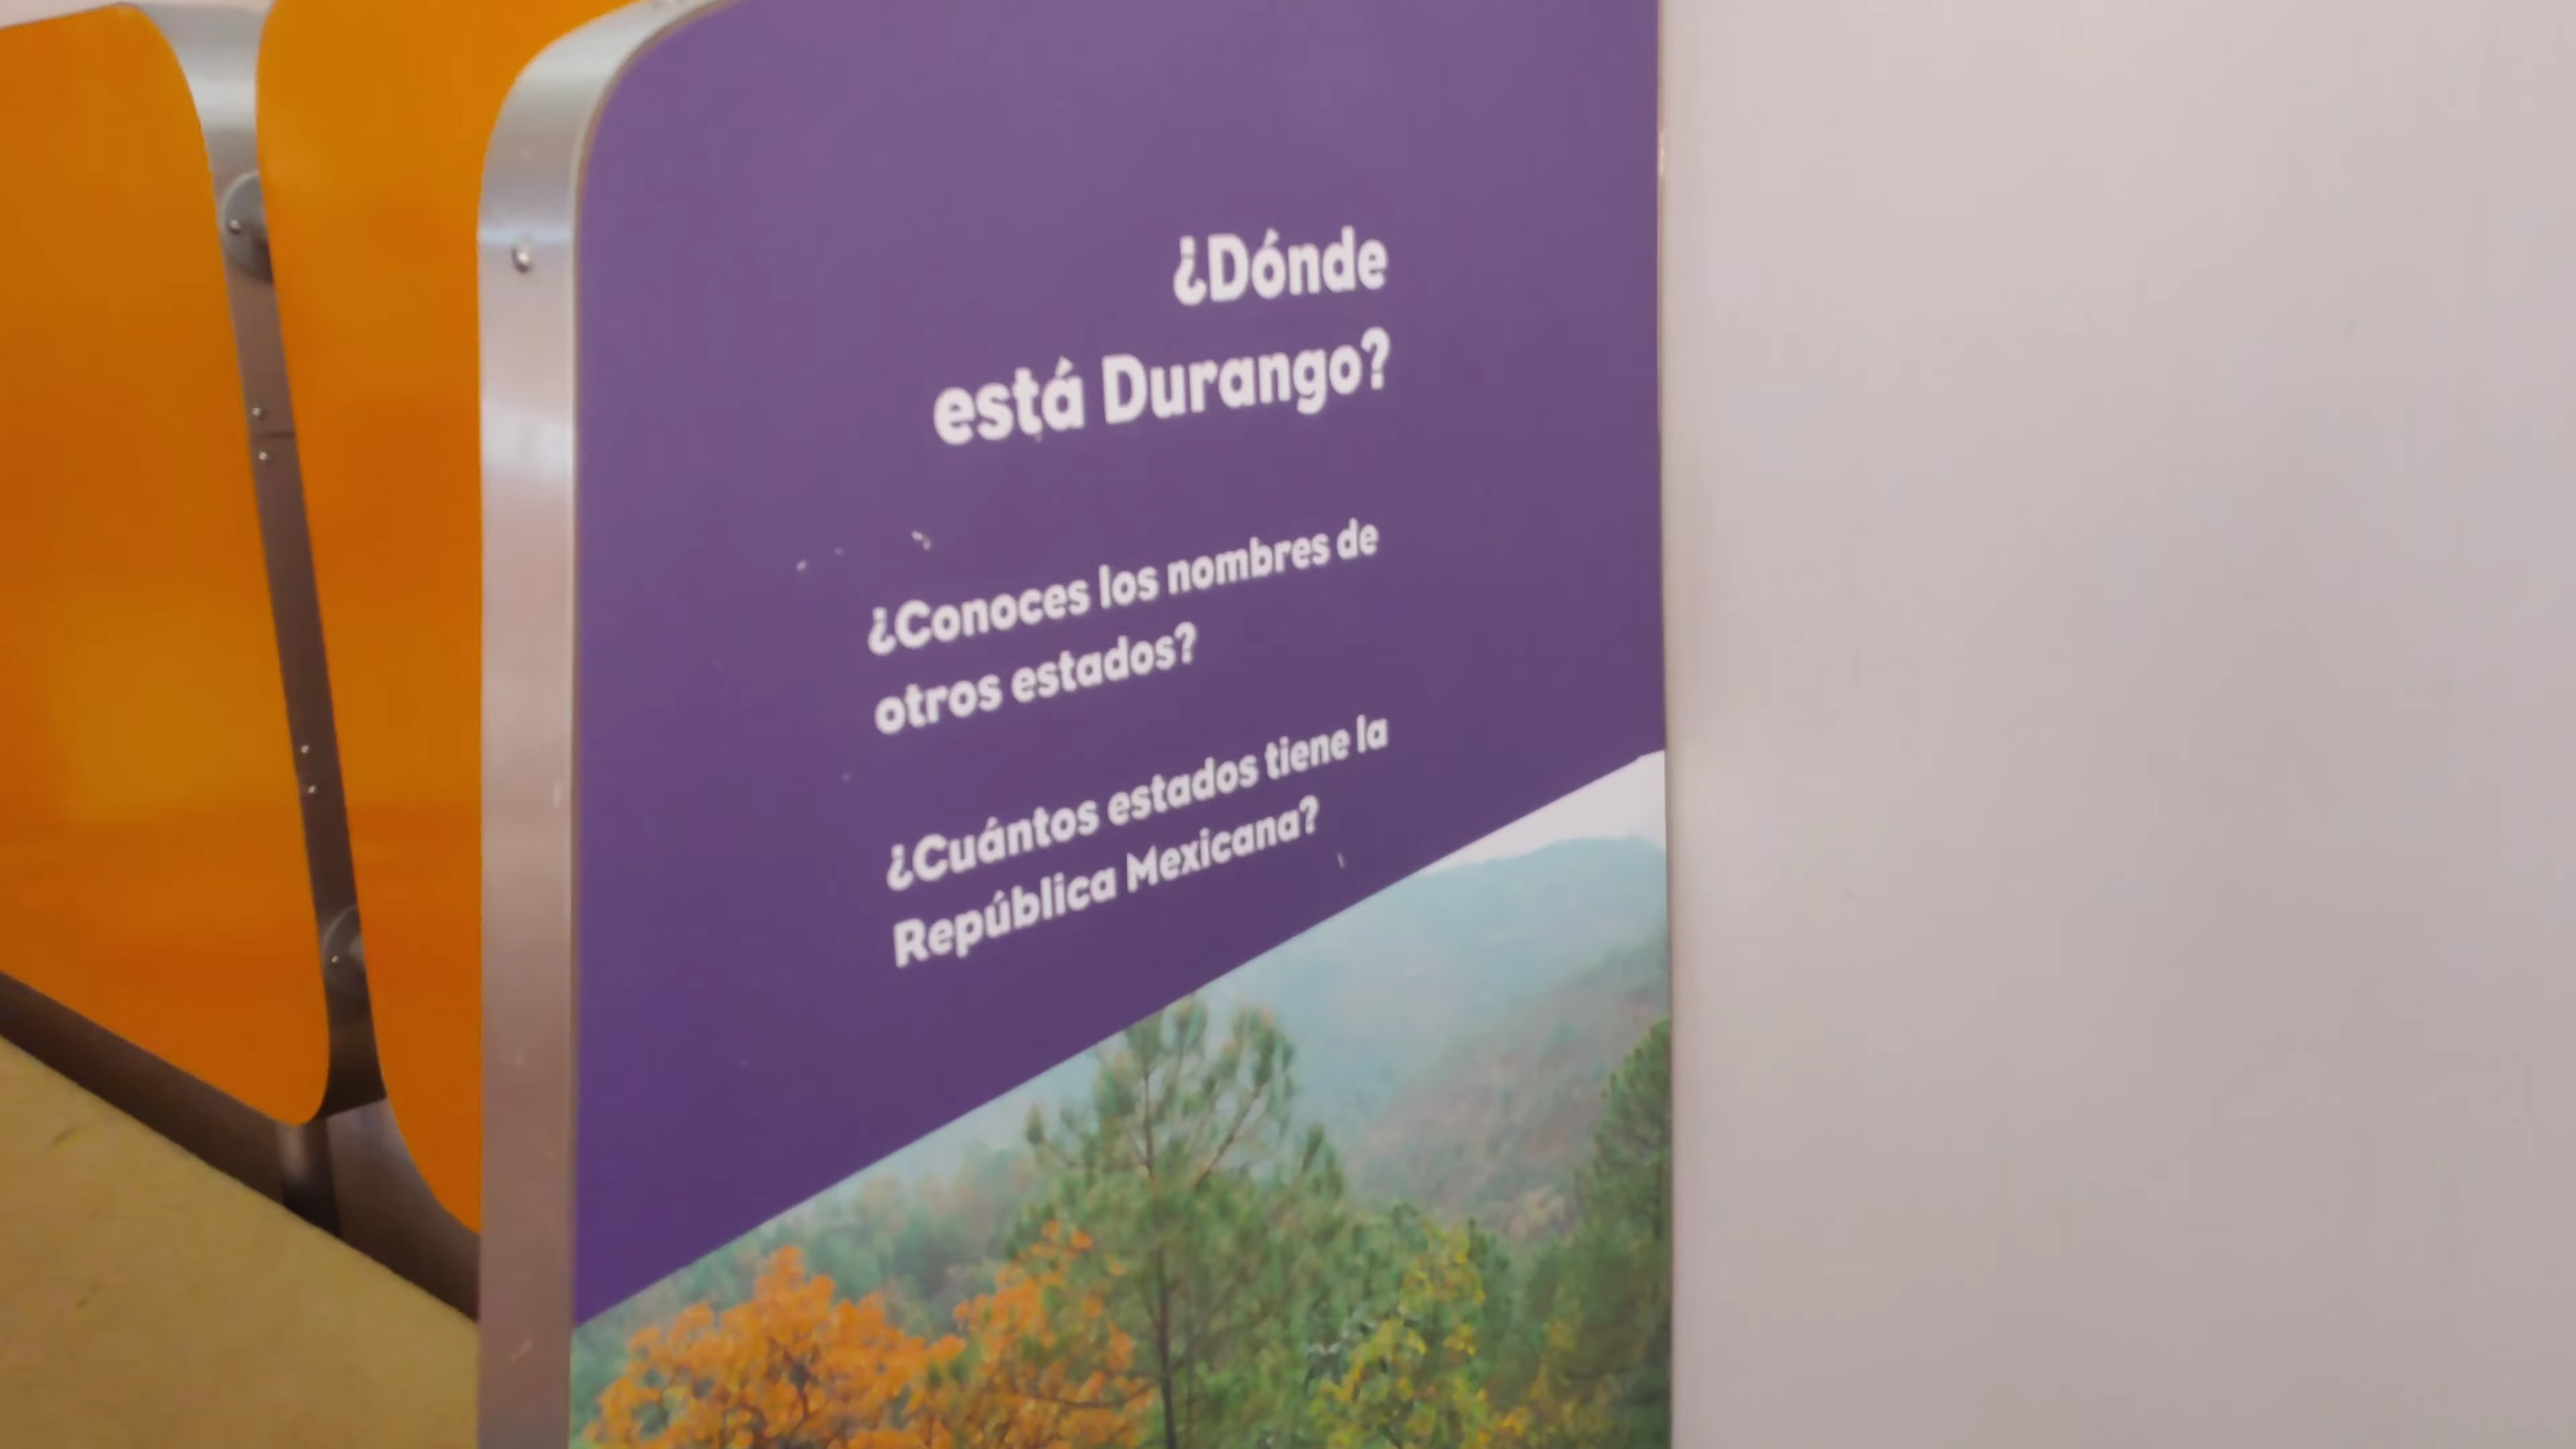 ¿Dónde
está Durango?
¿Conoces los nombres de
otros estados?
¿Cuántos estados tiene la
República Mexicana?